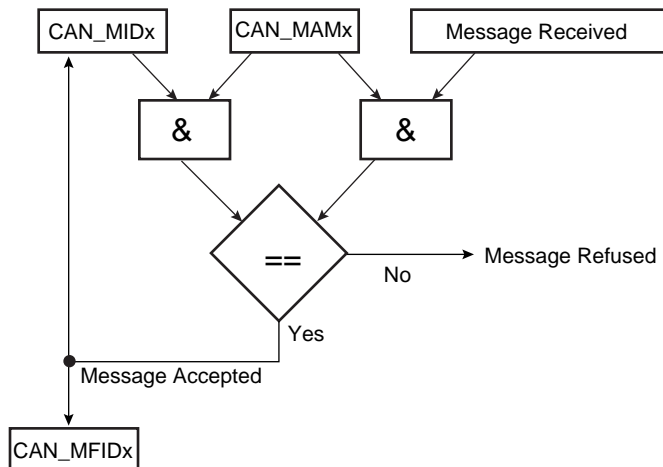 CAN_MIDx
CAN_MAMx
Message Received
&
&
==
No
Message Refused
Yes
Message Accepted
CAN_MFIDx